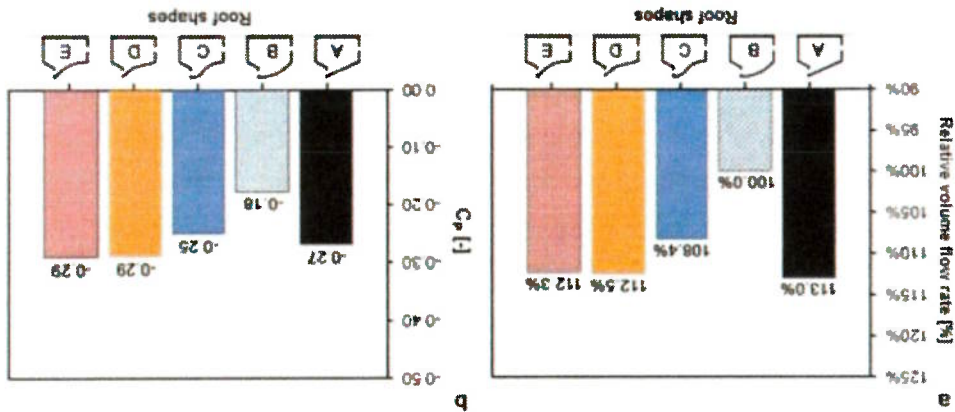 a
Relative volume flow rate [%]
125%
120%
115%
110%
105%
100%
95%
90%
113.0%
100.0%
108.4%
112.5%
112.3%
A
B
C
D
E
Roof shapes
b
Cp [-]
-0.50
-0.40
-0.30
-0.20
-0.10
0.00
-0.27
-0.18
-0.25
-0.29
-0.29
A
B
C
D
E
Roof shapes